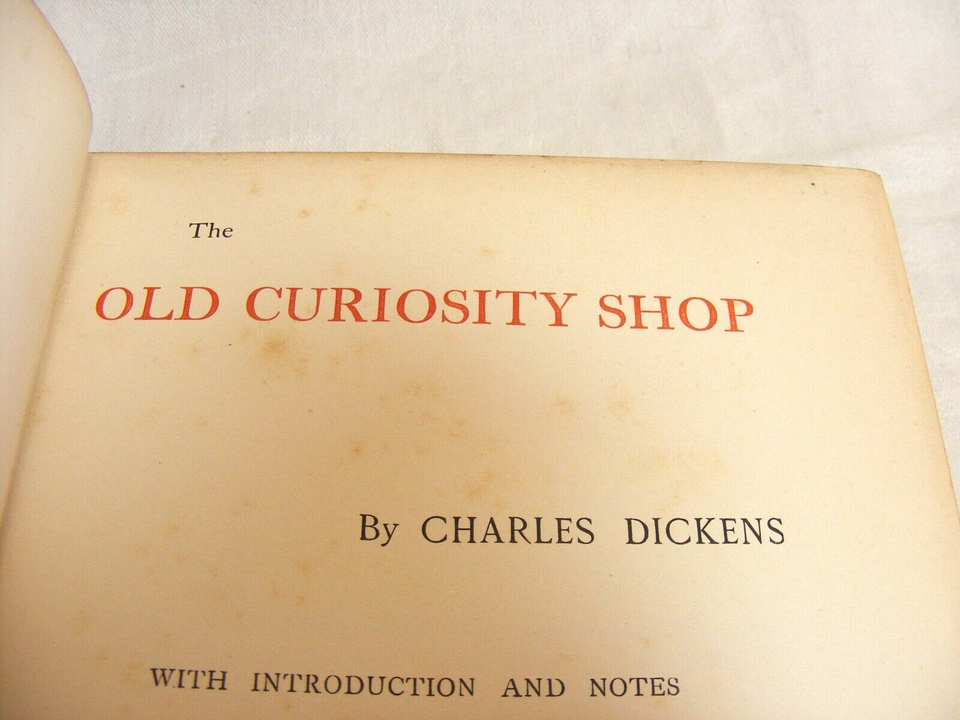 The
OLD CURIOSITY SHOP
By CHARLES DICKENS
WITH INTRODUCTION AND NOTES